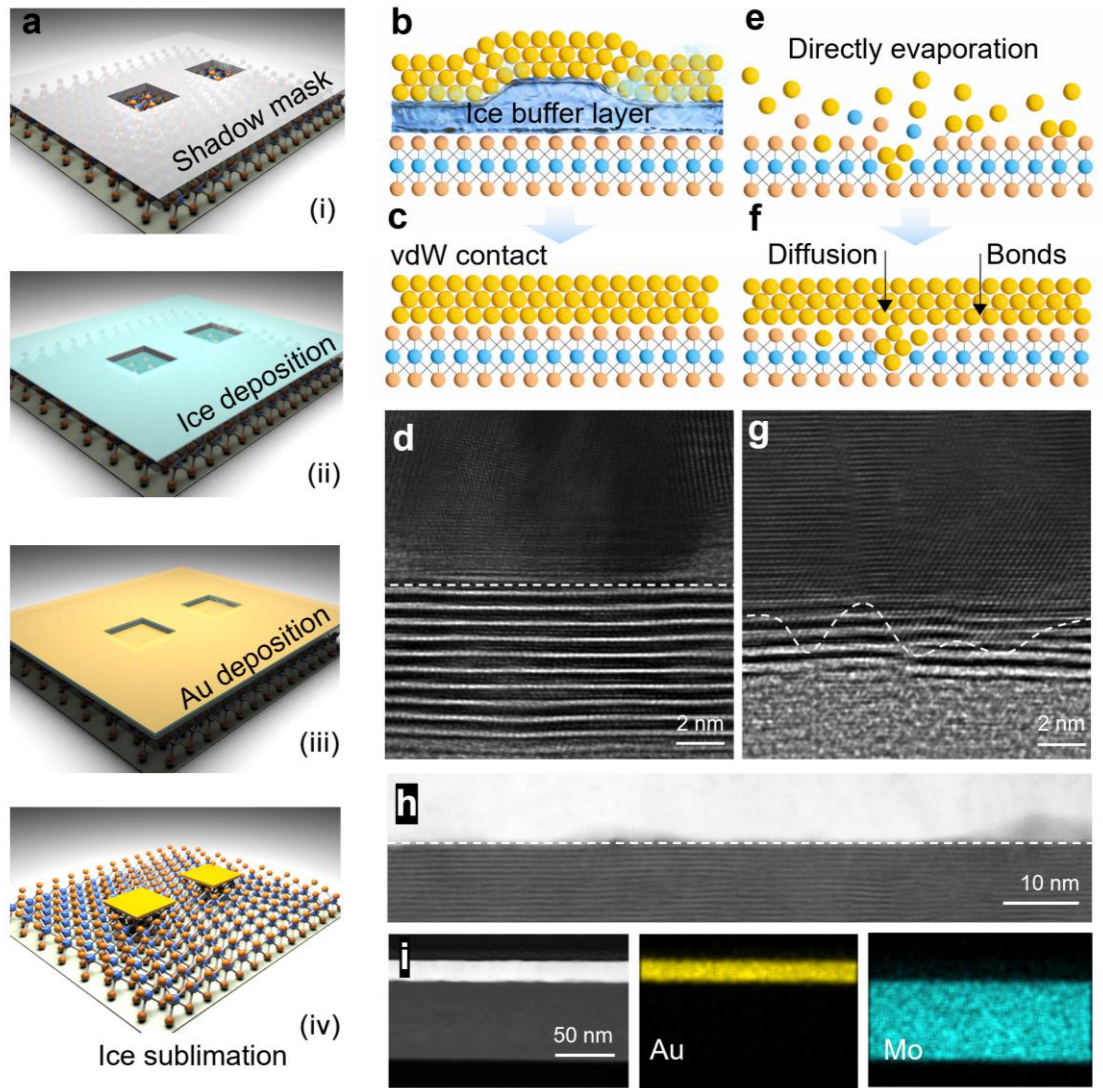 a
Shadow mask
(i)
Ice deposition
(ii)
Au deposition
(iii)
(iv)
Ice sublimation
b
Ice buffer layer
c
vdW contact
d
2 nm
e
Directly evaporation
f
Diffusion
Bonds
g
2 nm
h
10 nm
i
50 nm
Au
Mo